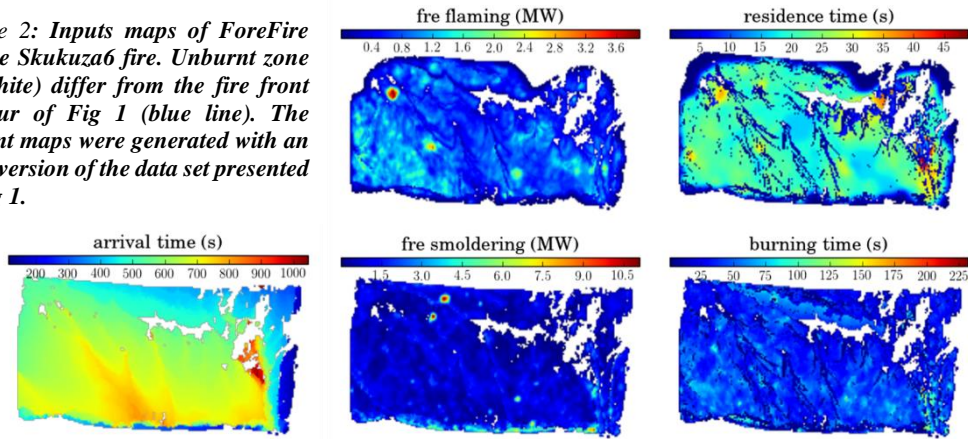 e 2: Inputs maps of ForeFire
e Skukuza6 fire. Unburnt zone
hite) differ from the fire front
ur of Fig 1 (blue line). The
nt maps were generated with an
version of the data set presented
1.
fre flaming (MW)
0.4 0.8 1.2 1.6 2.0 2.4 2.8 3.2 3.6
residence time (s)
5 10 15 20 25 30 35 40 45
arrival time (s)
200 300 400 500 600 700 800 900 1000
fre smoldering (MW)
1.5 3.0 4.5 6.0 7.5 9.0 10.5
burning time (s)
25 50 75 100 125 150 175 200 225